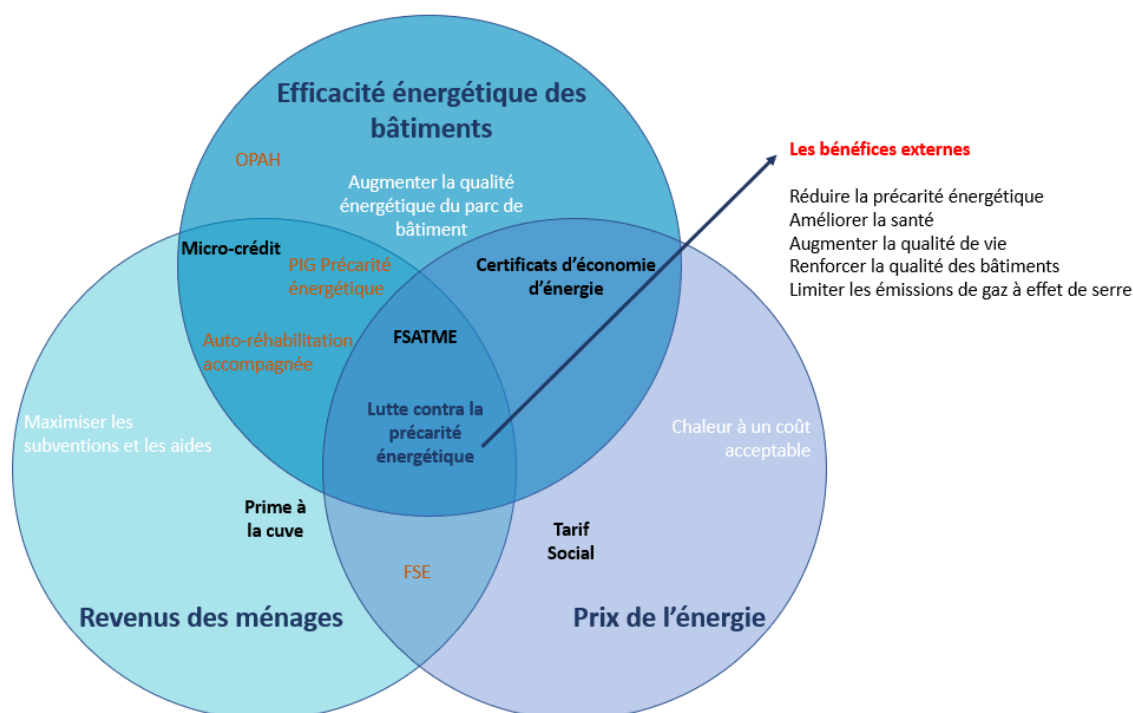 Efficacité énergétique des
bâtiments
OPAH
Augmenter la qualité
énergétique du parc de
bâtiment
Les bénéfices externes
Réduire la précarité énergétique
Améliorer la santé
Augmenter la qualité de vie
Renforcer la qualité des bâtiments
Limiter les émissions de gaz à effet de serre
Micro-crédit
PIG Précarité
énergétique
Certificats d’économie
d’énergie
Auto-réhabilitation
accompagnée
FSATME
Lutte contra la
précarité
énergétique
Maximiser les
subventions et les aides
Chaleur à un coût
acceptable
Prime à
la cuve
Tarif
Social
FSE
Revenus des ménages
Prix de l’énergie